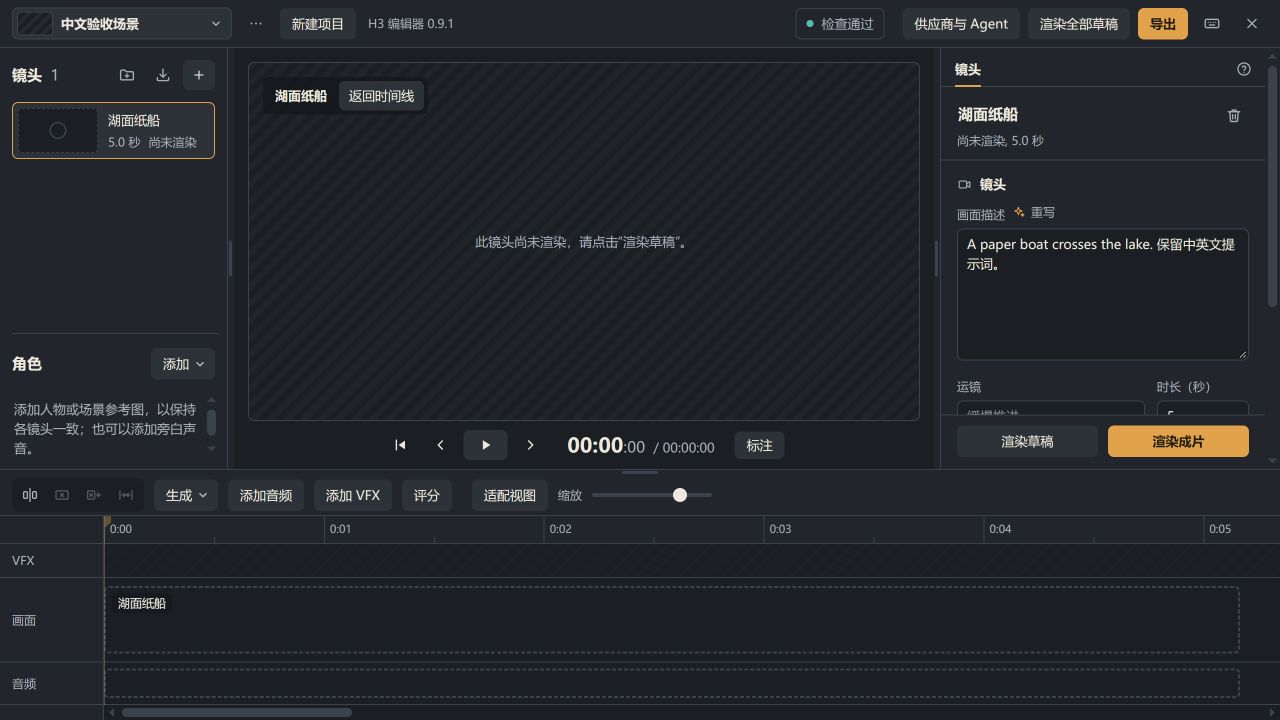 中文验收场景
新建项目
H3 编辑器 0.9.1
检查通过
供应商与 Agent
渲染全部草稿
导出
镜头 1
湖面纸船
5.0 秒 尚未渲染
角色
添加
添加人物或场景参考图，以保持
各镜头一致；也可以添加旁白声
音。
湖面纸船
返回时间线
此镜头尚未渲染，请点击“渲染草稿”。
00:00:00 / 00:00:00
标注
镜头
湖面纸船
尚未渲染, 5.0 秒
镜头
画面描述
重写
A paper boat crosses the lake. 保留中英文提
示词。
运镜
时长（秒）
缓慢推进
5
渲染草稿
渲染成片
生成
添加音频
添加 VFX
评分
适配视图
缩放
0:00
0:01
0:02
0:03
0:04
0:05
VFX
画面
湖面纸船
音频